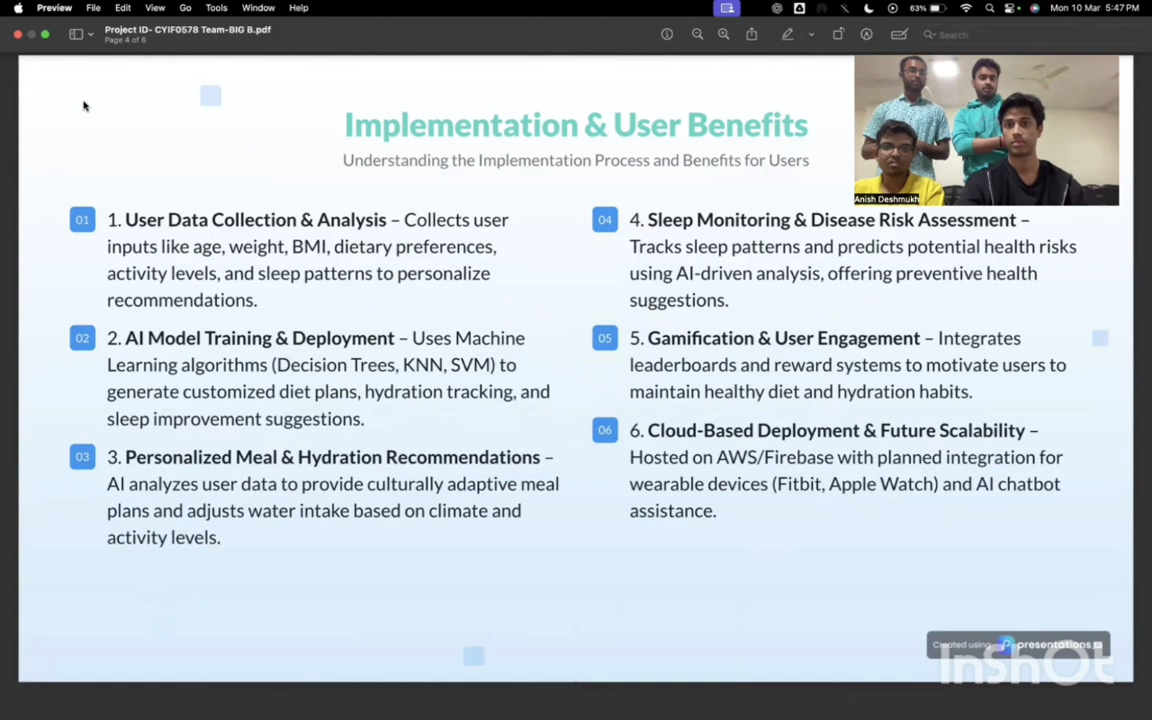 Preview File Edit View Go Tools Window Help
63%
Mon 10 Mar 5:47 PM
Project ID- CYIF0578 Team-BIG B.pdf
Page 4 of 6
Search
Implementation & User Benefits
Understanding the Implementation Process and Benefits for Users
Anish Deshmukh
01
1. User Data Collection & Analysis – Collects user
inputs like age, weight, BMI, dietary preferences,
activity levels, and sleep patterns to personalize
recommendations.
02
2. AI Model Training & Deployment – Uses Machine
Learning algorithms (Decision Trees, KNN, SVM) to
generate customized diet plans, hydration tracking, and
sleep improvement suggestions.
03
3. Personalized Meal & Hydration Recommendations –
AI analyzes user data to provide culturally adaptive meal
plans and adjusts water intake based on climate and
activity levels.
04
4. Sleep Monitoring & Disease Risk Assessment –
Tracks sleep patterns and predicts potential health risks
using AI-driven analysis, offering preventive health
suggestions.
05
5. Gamification & User Engagement – Integrates
leaderboards and reward systems to motivate users to
maintain healthy diet and hydration habits.
06
6. Cloud-Based Deployment & Future Scalability –
Hosted on AWS/Firebase with planned integration for
wearable devices (Fitbit, Apple Watch) and AI chatbot
assistance.
Created using presentations
InShOt